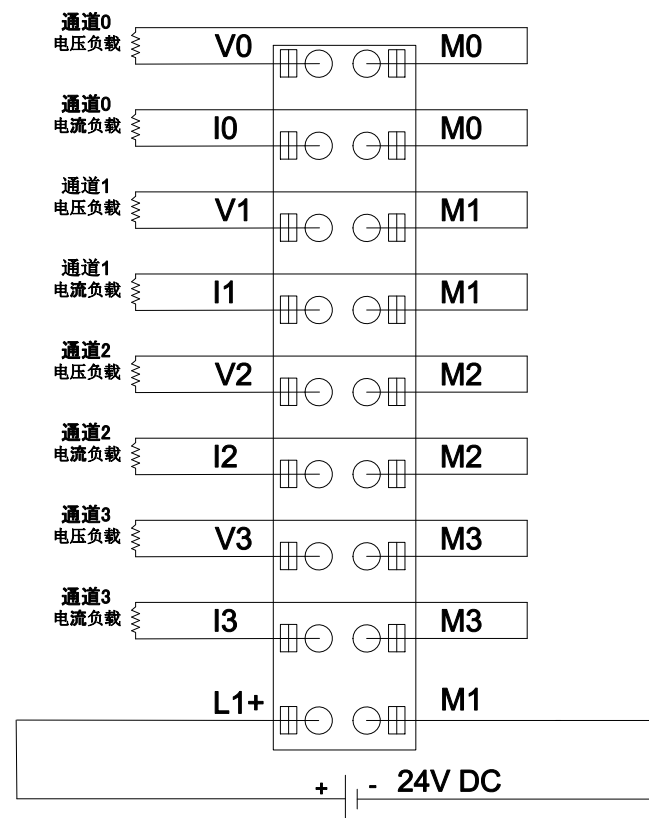 通道0
电压负载
V0
M0
通道0
电流负载
I0
M0
通道1
电压负载
V1
M1
通道1
电流负载
I1
M1
通道2
电压负载
V2
M2
通道2
电流负载
I2
M2
通道3
电压负载
V3
M3
通道3
电流负载
I3
M3
L1+
M1
+
- 24V DC